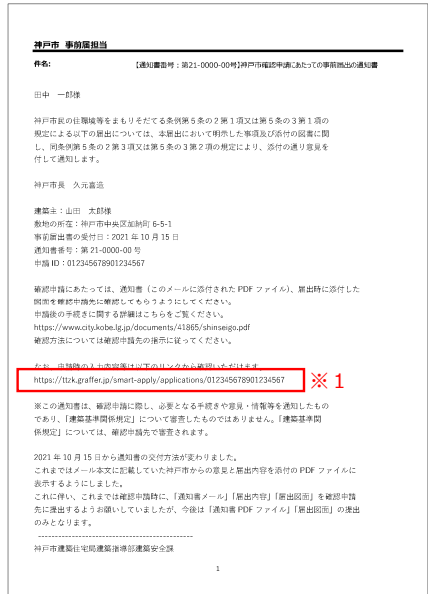 神戸市 事前届担当
件名: 【通知書番号：第21-0000-00号】神戸市確認申請にあたっての事前届出の通知書
田中　一郎様
神戸市民の住環境等をまもりそだてる条例第５条の２第１項又は第５条の３第１項の
規定による以下の届出については、本届出において明示した事項及び添付の図書に関
し、同条例第５条の２第３項又は第５条の３第２項の規定により、添付の通り意見を
付して通知します。
神戸市長　久元喜造
建築主：山田　太郎様
敷地の所在：神戸市中央区加納町 6-5-1
事前届出書の受付日：2021 年 10 月 15 日
通知書番号：第 21-0000-00 号
申請 ID：012345678901234567
確認申請にあたっては、通知書（このメールに添付された PDF ファイル）、届出時に添付した
図面を確認申請先に確認してもらうようにしてください。
申請後の手続きに関する詳細はこちらをご覧ください。
https://www.city.kobe.lg.jp/documents/41865/shinseigo.pdf
確認方法については確認申請先の指示に従ってください。
なお、申請時の入力内容等は以下のリンクから確認いただけます。
https://ttzk.graffer.jp/smart-apply/applications/012345678901234567 ※１
※この通知書は、確認申請に際し、必要となる手続きや意見・情報等を通知したもの
であり、「建築基準関係規定」について審査したものではありません。「建築基準関
係規定」については、確認申請先で審査されます。
2021 年 10 月 15 日から通知書の交付方法が変わりました。
これまではメール本文に記載していた神戸市からの意見と届出内容を添付の PDF ファイルに
表示するようにしました。
これに伴い、これまでは確認申請時に、「通知書メール」「届出内容」「届出図面」を確認申請
先に提出するようお願いしていましたが、今後は「通知書 PDF ファイル」「届出図面」の提出
のみとなります。
-----------------------------------------------
神戸市建築住宅局建築指導部建築安全課
1